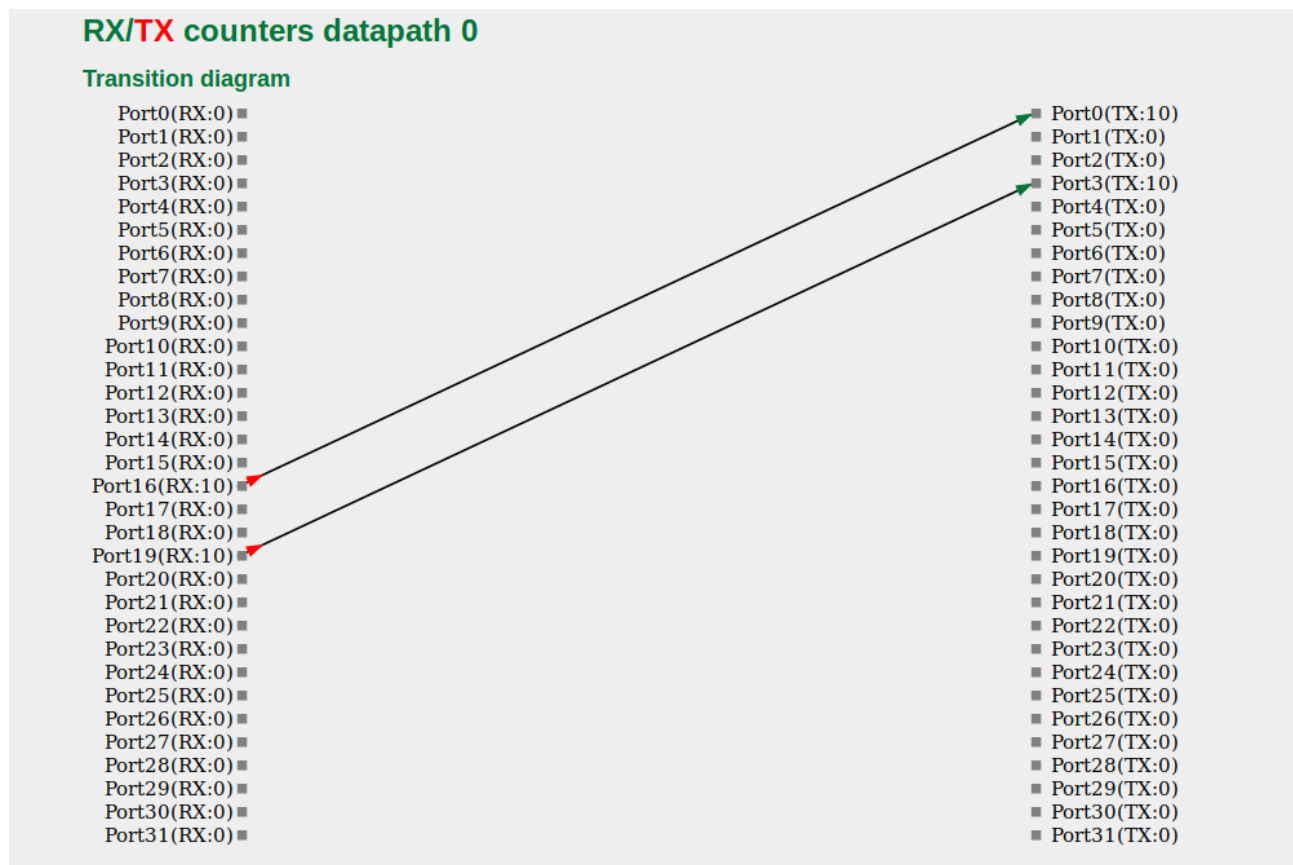 RX/TX counters datapath 0
Transition diagram
Port0(RX:0) Port0(TX:10)
Port1(RX:0) Port1(TX:0)
Port2(RX:0) Port2(TX:0)
Port3(RX:0) Port3(TX:10)
Port4(RX:0) Port4(TX:0)
Port5(RX:0) Port5(TX:0)
Port6(RX:0) Port6(TX:0)
Port7(RX:0) Port7(TX:0)
Port8(RX:0) Port8(TX:0)
Port9(RX:0) Port9(TX:0)
Port10(RX:0) Port10(TX:0)
Port11(RX:0) Port11(TX:0)
Port12(RX:0) Port12(TX:0)
Port13(RX:0) Port13(TX:0)
Port14(RX:0) Port14(TX:0)
Port15(RX:0) Port15(TX:0)
Port16(RX:10) Port16(TX:0)
Port17(RX:0) Port17(TX:0)
Port18(RX:0) Port18(TX:0)
Port19(RX:10) Port19(TX:0)
Port20(RX:0) Port20(TX:0)
Port21(RX:0) Port21(TX:0)
Port22(RX:0) Port22(TX:0)
Port23(RX:0) Port23(TX:0)
Port24(RX:0) Port24(TX:0)
Port25(RX:0) Port25(TX:0)
Port26(RX:0) Port26(TX:0)
Port27(RX:0) Port27(TX:0)
Port28(RX:0) Port28(TX:0)
Port29(RX:0) Port29(TX:0)
Port30(RX:0) Port30(TX:0)
Port31(RX:0) Port31(TX:0)